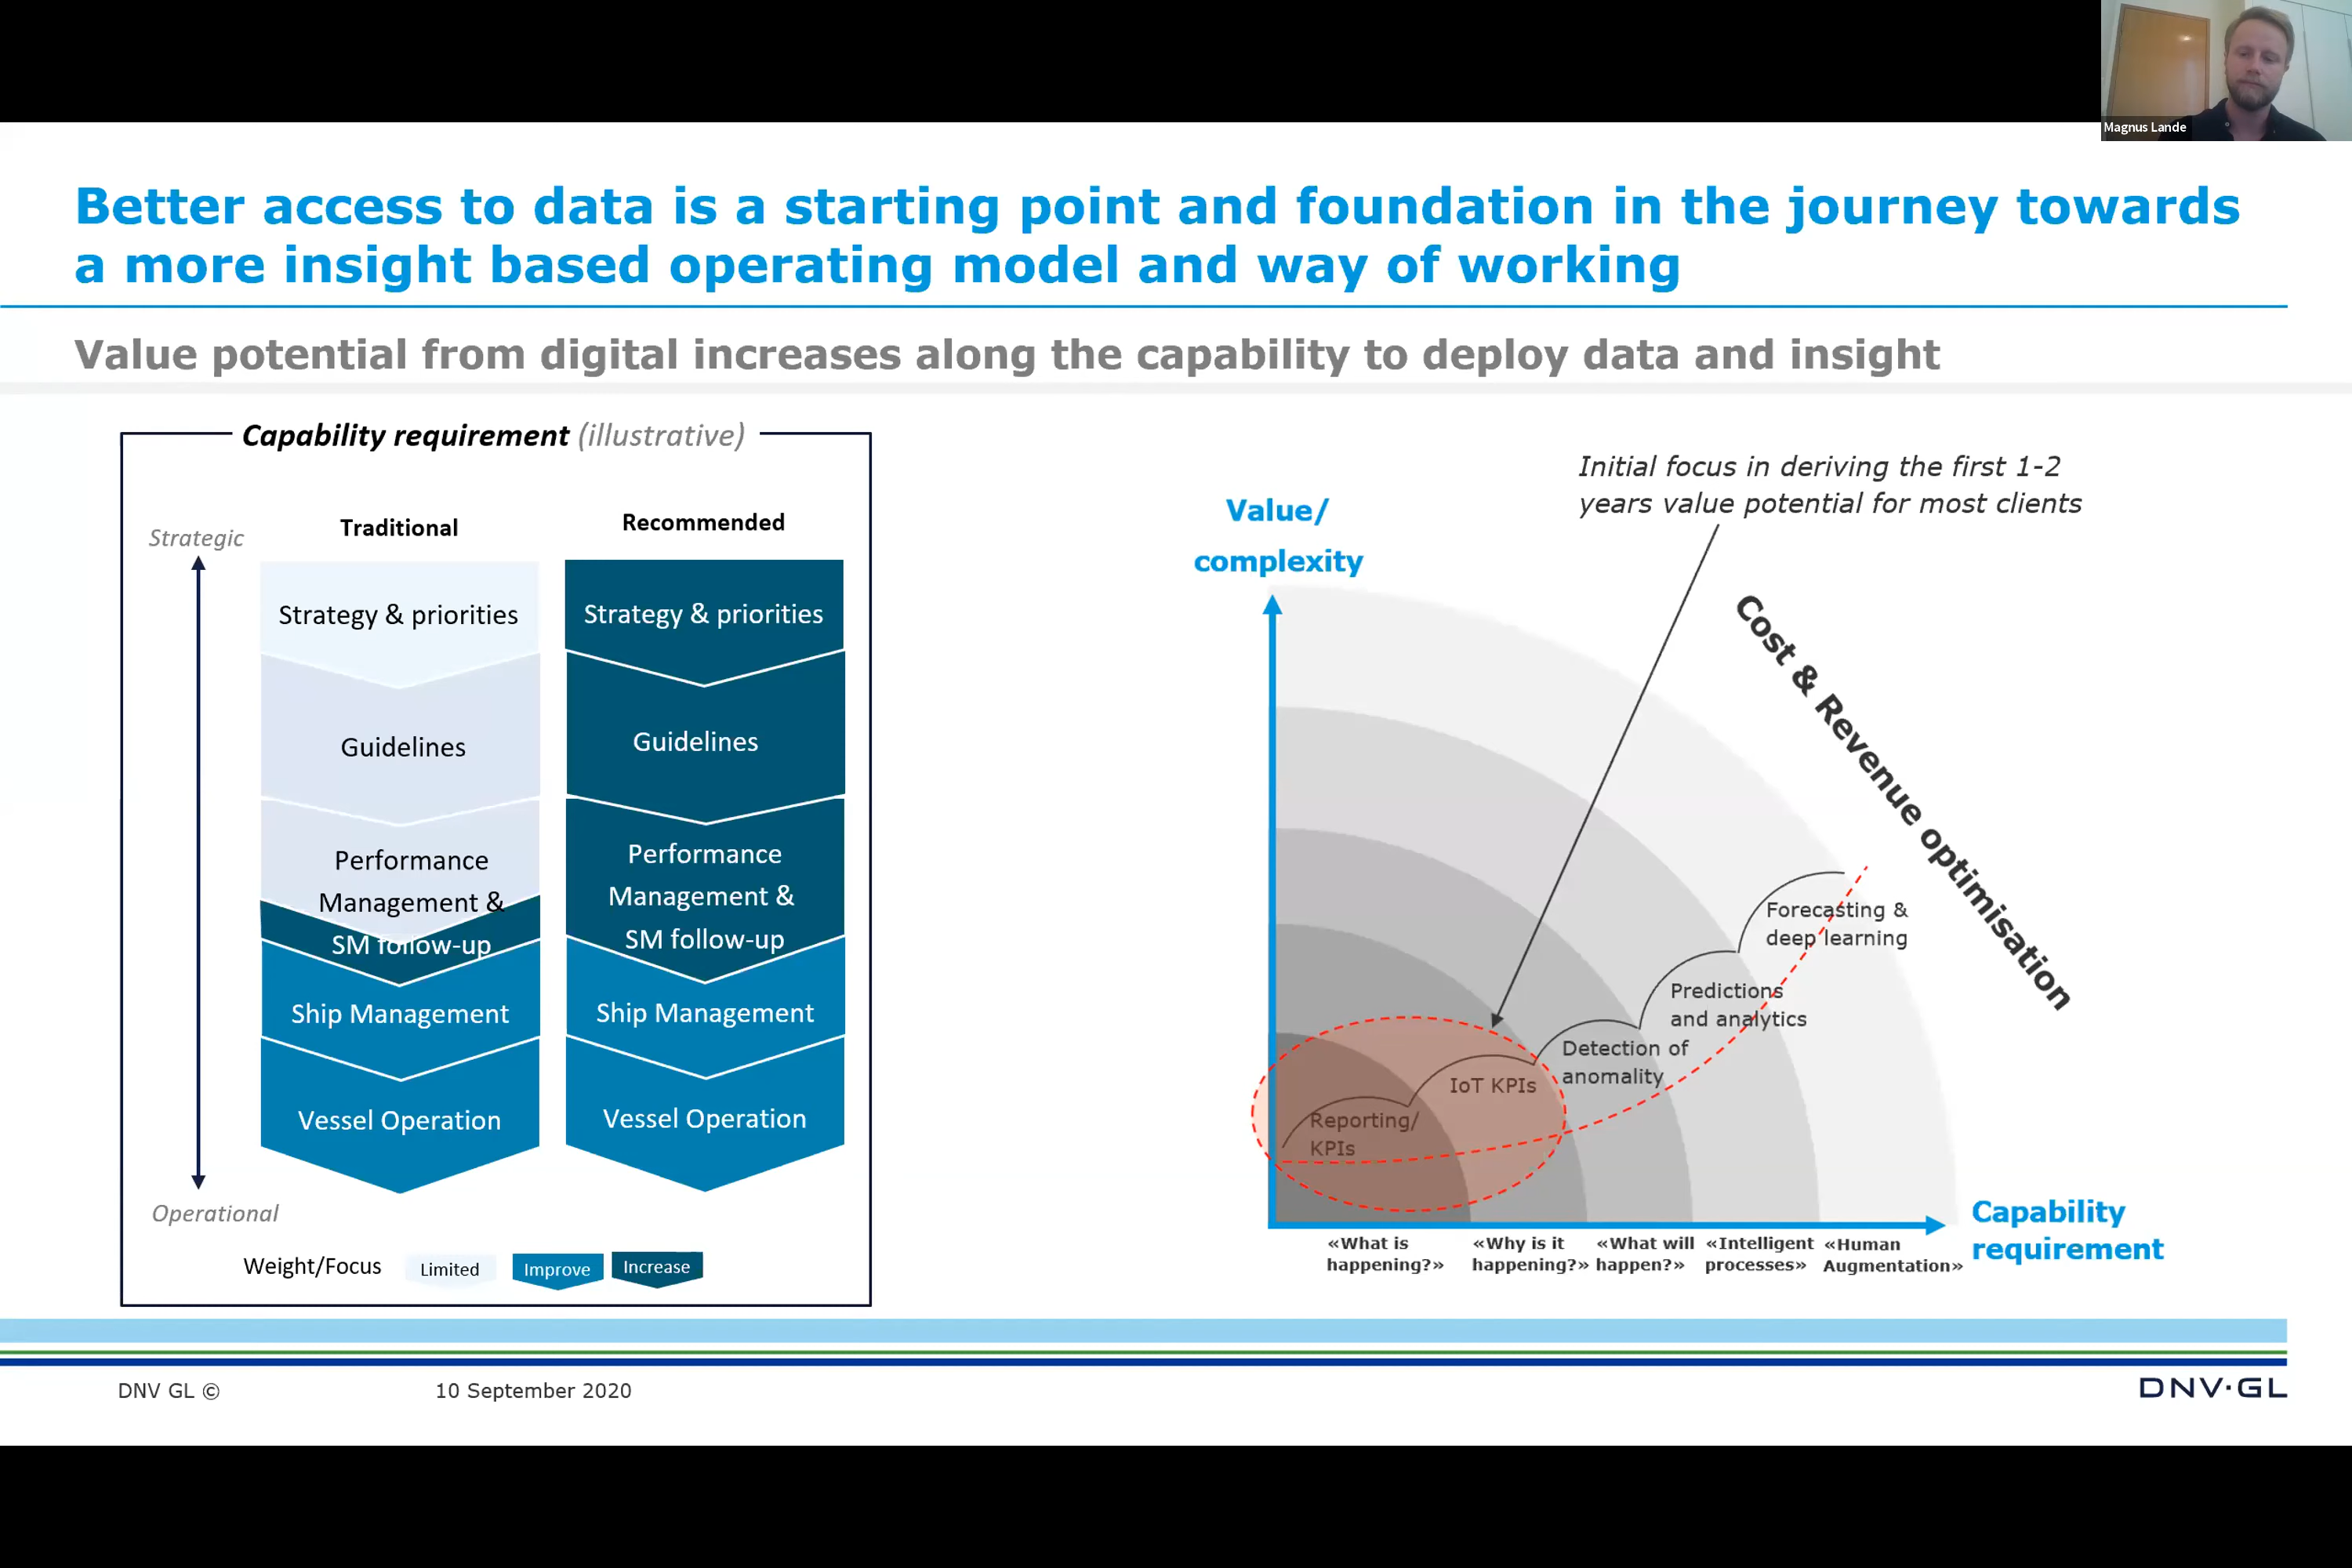 Magnus Lande
Better access to data is a starting point and foundation in the journey towards
a more insight based operating model and way of working
Value potential from digital increases along the capability to deploy data and insight
Capability requirement (illustrative)
Strategic
Traditional
Recommended
Strategy & priorities
Strategy & priorities
Guidelines
Guidelines
Performance
Management &
SM follow-up
Performance
Management &
SM follow-up
Ship Management
Ship Management
Vessel Operation
Vessel Operation
Operational
Weight/Focus
Limited
Improve
Increase
Initial focus in deriving the first 1-2
years value potential for most clients
Value/
complexity
Cost & Revenue optimisation
Forecasting &
deep learning
Predictions
and analytics
Detection of
anomality
IoT KPIs
Reporting/
KPIs
«What is
happening?»
«Why is it
happening?»
«What will
happen?»
«Intelligent
processes»
«Human
Augmentation»
Capability
requirement
DNV GL ©
10 September 2020
DNV·GL